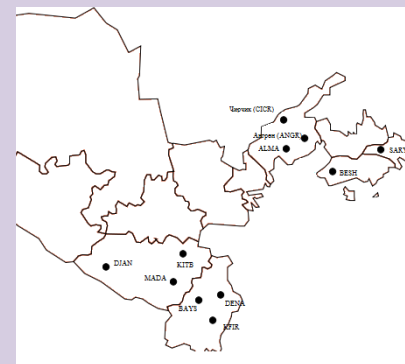 Чирчик (CICR)
Ангрен (ANGR)
ALMA
SARY
BESH
DJAN
KITB
MADA
BAYS
DENA
KFIR